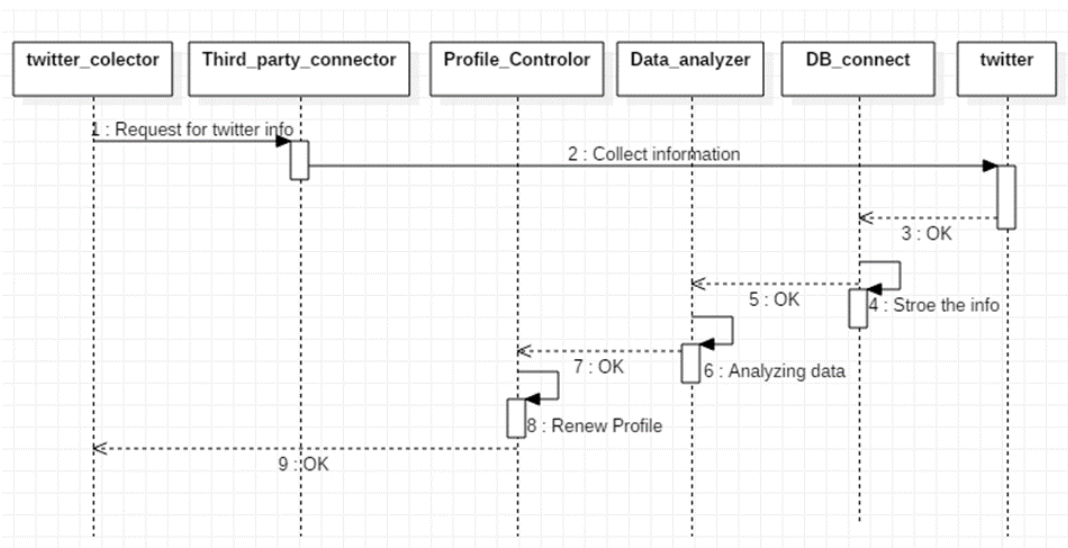 twitter_colector
Third_party_connector
Profile_Controlor
Data_analyzer
DB_connect
twitter
1 : Request for twitter info
2 : Collect information
3 : OK
4 : Stroe the info
5 : OK
6 : Analyzing data
7 : OK
8 : Renew Profile
9 : OK